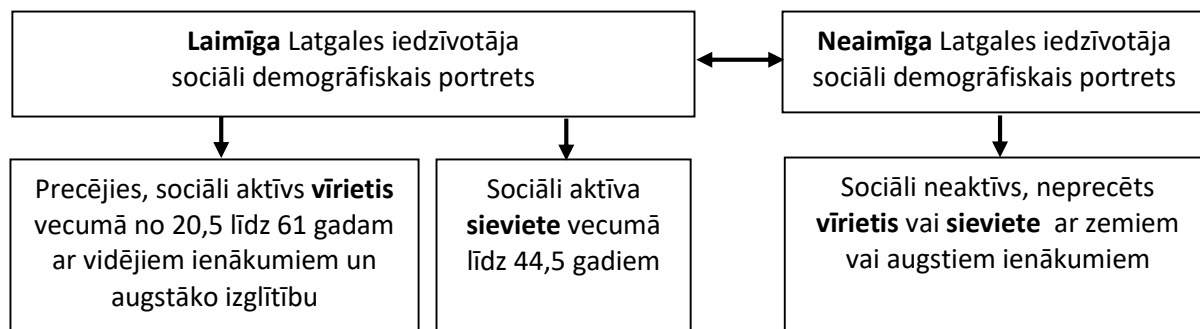 Laimīga Latgales iedzīvotāja
sociāli demogrāfiskais portrets
Neaimīga Latgales iedzīvotāja
sociāli demogrāfiskais portrets
Precējies, sociāli aktīvs vīrietis
vecumā no 20,5 līdz 61 gadam
ar vidējiem ienākumiem un
augstāko izglītību
Sociāli aktīva
sieviete vecumā
līdz 44,5 gadiem
Sociāli neaktīvs, neprecēts
vīrietis vai sieviete ar zemiem
vai augstiem ienākumiem